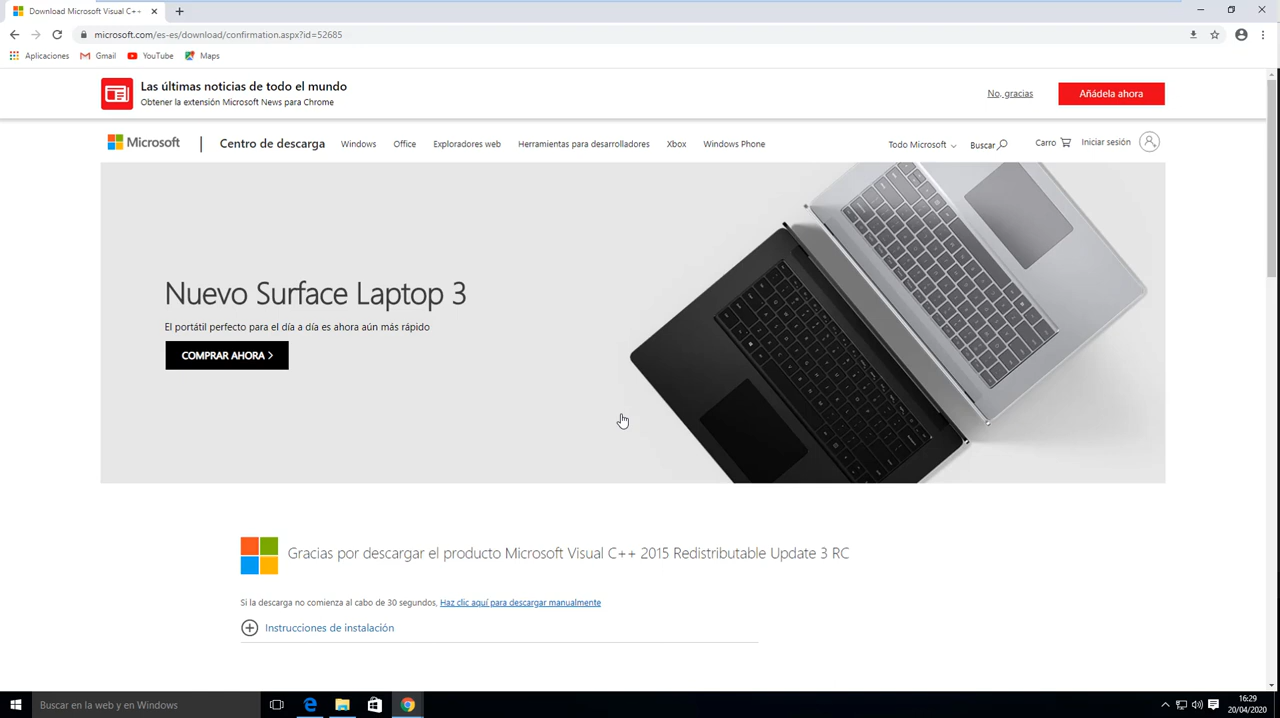 Download Microsoft Visual C++
microsoft.com/es-es/download/confirmation.aspx?id=52685
Aplicaciones Gmail YouTube Maps
Las últimas noticias de todo el mundo
Obtener la extensión Microsoft News para Chrome
No, gracias
Añádela ahora
Microsoft Centro de descarga Windows Office Exploradores web Herramientas para desarrolladores Xbox Windows Phone Todo Microsoft Buscar Carro Iniciar sesión
Nuevo Surface Laptop 3
El portátil perfecto para el día a día es ahora aún más rápido
COMPRAR AHORA
Gracias por descargar el producto Microsoft Visual C++ 2015 Redistributable Update 3 RC
Si la descarga no comienza al cabo de 30 segundos, Haz clic aquí para descargar manualmente
Instrucciones de instalación
Buscar en la web y en Windows
16:29
20/04/2020